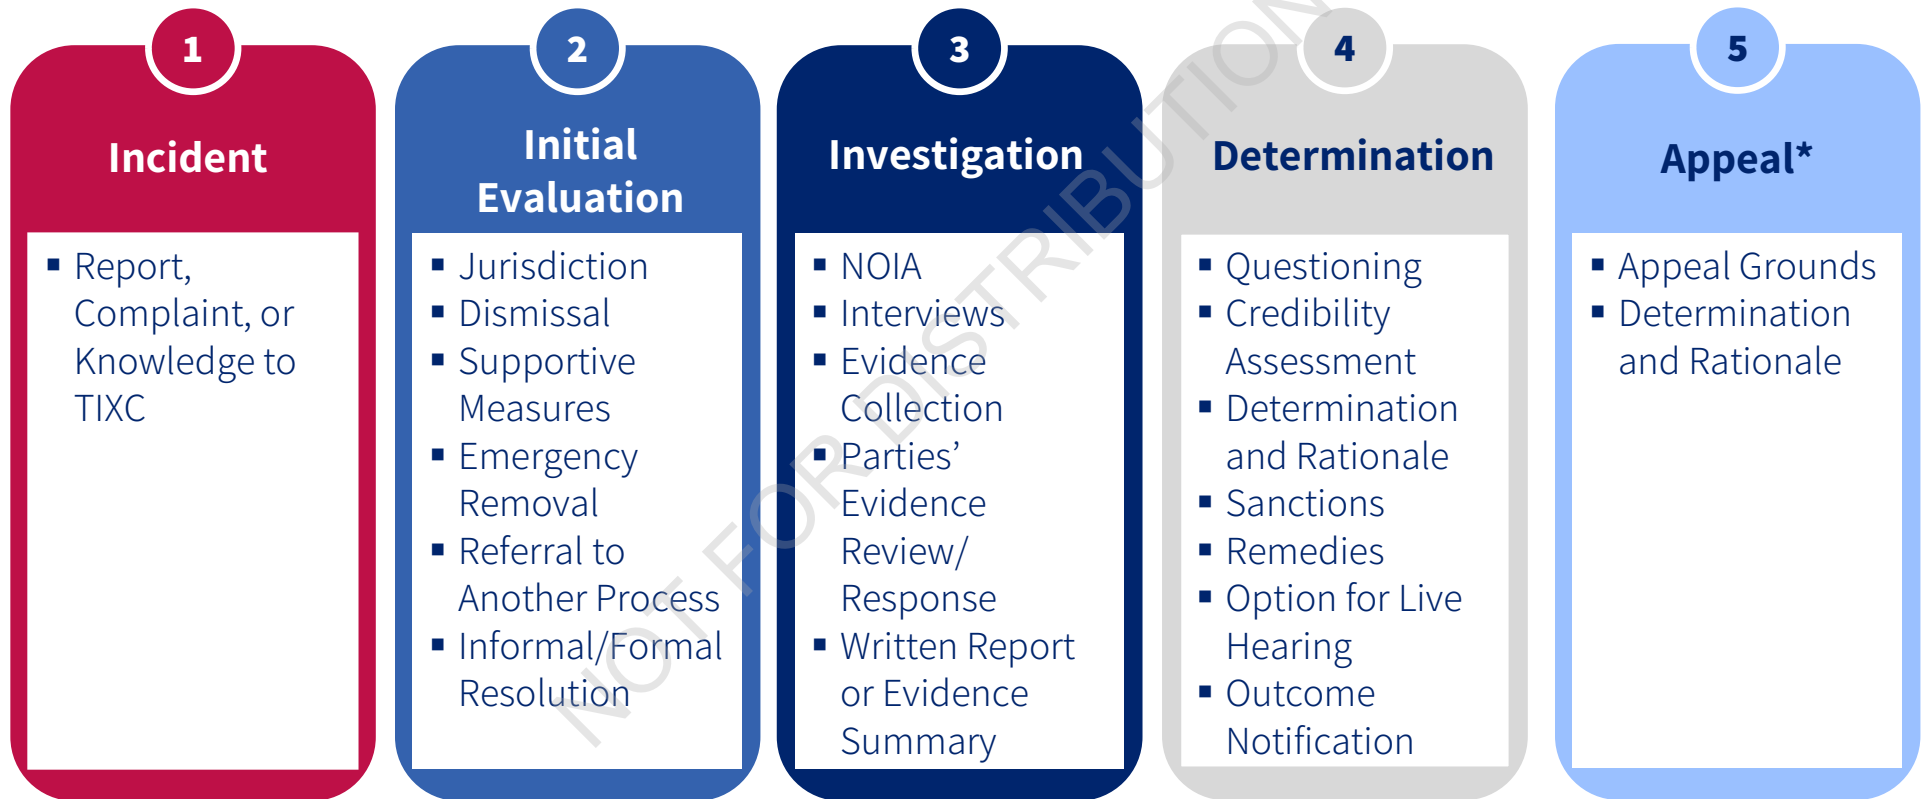 1
Incident
▪ Report,
Complaint, or
Knowledge to
TIXC
2
Initial
Evaluation
▪ Jurisdiction
▪ Dismissal
▪ Supportive
Measures
▪ Emergency
Removal
▪ Referral to
Another Process
▪ Informal/Formal
Resolution
3
Investigation
▪ NOIA
▪ Interviews
▪ Evidence
Collection
▪ Parties’
Evidence
Review/
Response
▪ Written Report
or Evidence
Summary
4
Determination
▪ Questioning
▪ Credibility
Assessment
▪ Determination
and Rationale
▪ Sanctions
▪ Remedies
▪ Option for Live
Hearing
▪ Outcome
Notification
5
Appeal*
▪ Appeal Grounds
▪ Determination
and Rationale
NOT FOR DISTRIBUTION